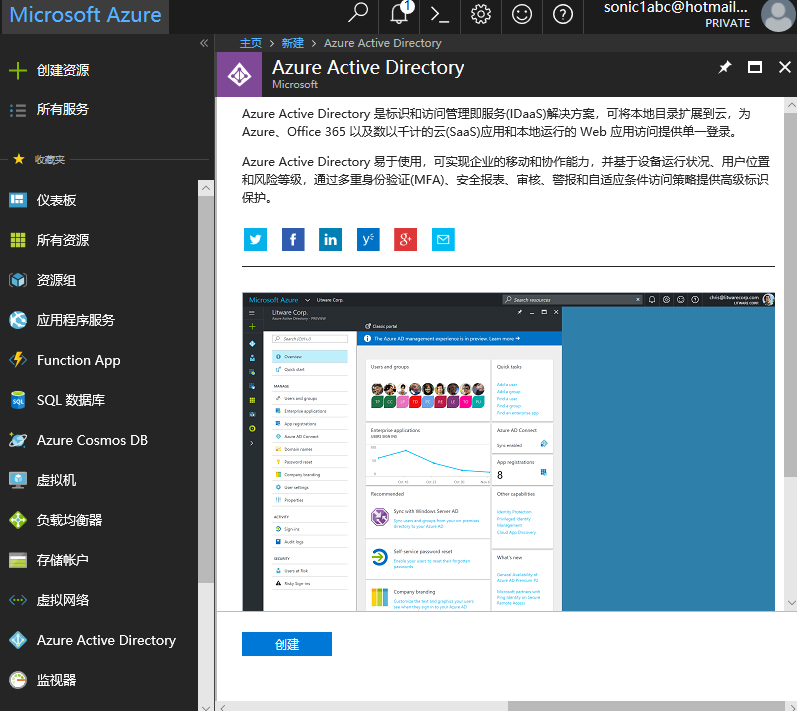 Microsoft Azure
sonic1abc@hotmail...
PRIVATE
1
主页 > 新建 > Azure Active Directory
Azure Active Directory
Microsoft
创建资源
所有服务
收藏夹
仪表板
所有资源
资源组
应用程序服务
Function App
SQL 数据库
Azure Cosmos DB
虚拟机
负载均衡器
存储帐户
虚拟网络
Azure Active Directory
监视器
Azure Active Directory 是标识和访问管理即服务(IDaaS)解决方案，可将本地目录扩展到云，为
Azure、Office 365 以及数以千计的云(SaaS)应用和本地运行的 Web 应用访问提供单一登录。
Azure Active Directory 易于使用，可实现企业的移动和协作能力，并基于设备运行状况、用户位置
和风险等级，通过多重身份验证(MFA)、安全报表、审核、警报和自适应条件访问策略提供高级标识
保护。
Microsoft Azure Litware Corp.
Search resources
chris@litwarecorp.com
LITWARE CORP.
Litware Corp.
Azure Active Directory - PREVIEW
Search (Ctrl+/)
Overview
Quick start
MANAGE
Users and groups
Enterprise applications
App registrations
Azure AD Connect
Domain names
Password reset
Company branding
User settings
Properties
ACTIVITY
Sign-ins
Audit logs
SECURITY
Users at Risk
Risky Sign-ins
Classic portal
The Azure AD management experience is in preview. Learn more
Users and groups
Enterprise applications
USERS SIGN INS
Recommended
Sync with Windows Server AD
Sync users and groups from your on-premises
directory to your Azure AD
Self-service password reset
Enable your users to reset their forgotten
passwords
Company branding
Customize the text and graphics your users
see when they sign in to your Azure AD
Quick tasks
Add a user
Add a group
Find a user
Find a group
Find an enterprise app
Azure AD Connect
Sync enabled
App registrations
8
Other capabilities
Identity Protection
Privileged Identity
Management
Cloud App Discovery
What's new
General Availability of
Azure AD Premium P2
Microsoft partners with
Ping Identity on Secure
Remote Apps
创建